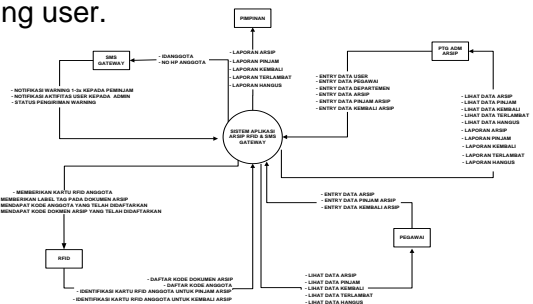 ng user.
PIMPINAN
SMS
GATEWAY
- IDANGGOTA
- NO HP ANGGOTA
- LAPORAN ARSIP
- LAPORAN PINJAM
- LAPORAN KEMBALI
- LAPORAN TERLAMBAT
- LAPORAN HANGUS
PTG ADM
ARSIP
- ENTRY DATA USER
- ENTRY DATA PEGAWAI
- ENTRY DATA DEPARTEMEN
- ENTRY DATA ARSIP
- ENTRY DATA PINJAM ARSIP
- ENTRY DATA KEMBALI ARSIP
- NOTIFIKASI WARNING 1-3x KEPADA PEMINJAM
- NOTIFIKASI AKTIFITAS USER KEPADA ADMIN
- STATUS PENGIRIMAN WARNING
- LIHAT DATA ARSIP
- LIHAT DATA PINJAM
- LIHAT DATA KEMBALI
- LIHAT DATA TERLAMBAT
- LIHAT DATA HANGUS
- LAPORAN ARSIP
- LAPORAN PINJAM
- LAPORAN KEMBALI
- LAPORAN TERLAMBAT
- LAPORAN HANGUS
SISTEM APLIKASI
ARSIP RFID & SMS
GATEWAY
- MEMBERIKAN KARTU RFID ANGGOTA
MEMBERIKAN LABEL TAG PADA DOKUMEN ARSIP
MENDAPAT KODE ANGGOTA YANG TELAH DIDAFTARKAN
MENDAPAT KODE DOKMEN ARSIP YANG TELAH DIDAFTARKAN
- ENTRY DATA ARSIP
- ENTRY DATA PINJAM ARSIP
- ENTRY DATA KEMBALI ARSIP
PEGAWAI
RFID
- DAFTAR KODE DOKUMEN ARSIP
- DAFTAR KODE ANGGOTA
- IDENTIFIKASI KARTU RFID ANGGOTA UNTUK PINJAM ARSIP
- IDENTIFIKASI KARTU RFID ANGGOTA UNTUK KEMBALI ARSIP
- LIHAT DATA ARSIP
- LIHAT DATA PINJAM
- LIHAT DATA KEMBALI
- LIHAT DATA TERLAMBAT
- LIHAT DATA HANGUS